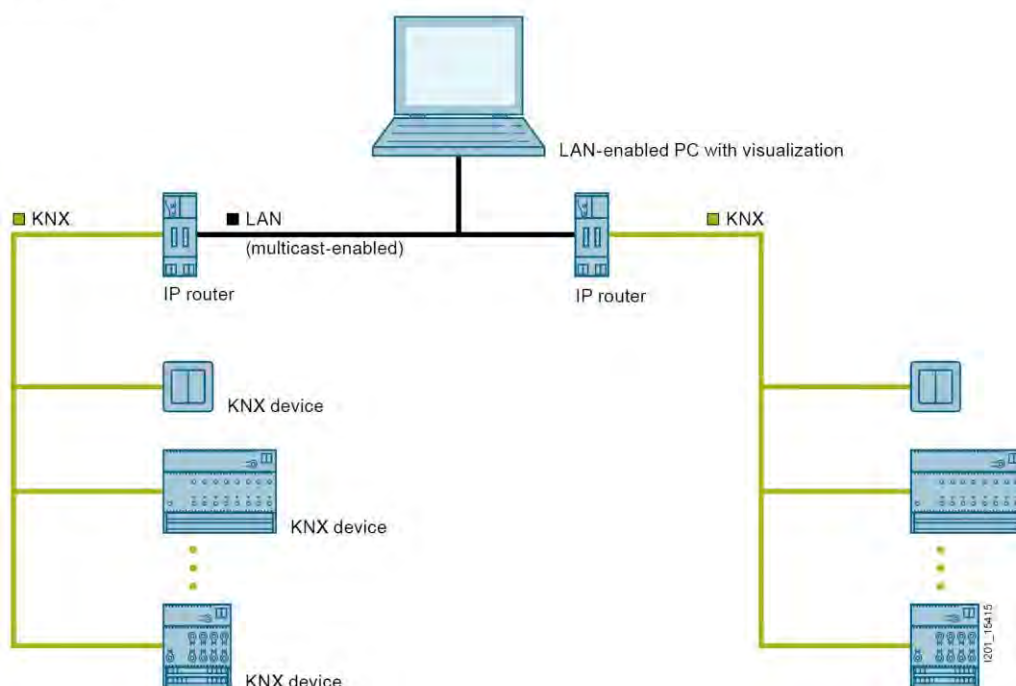 LAN-enabled PC with visualization
KNX
LAN
(multicast-enabled)
KNX
IP router
IP router
KNX device
KNX device
KNX device
I201_15415